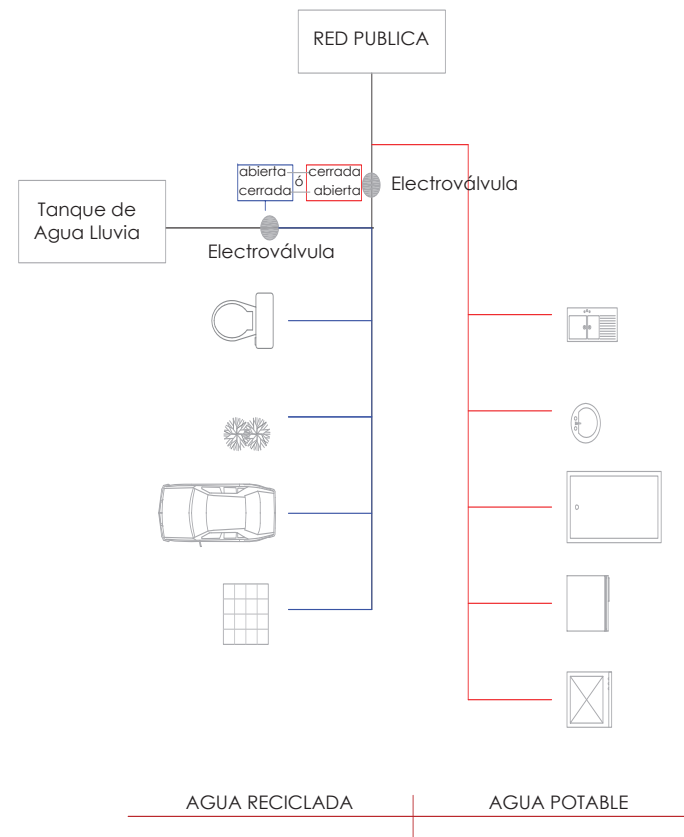 RED PUBLICA
abierta ó cerrada
cerrada abierta
Electroválvula
Tanque de
Agua Lluvia
Electroválvula
AGUA RECICLADA
AGUA POTABLE